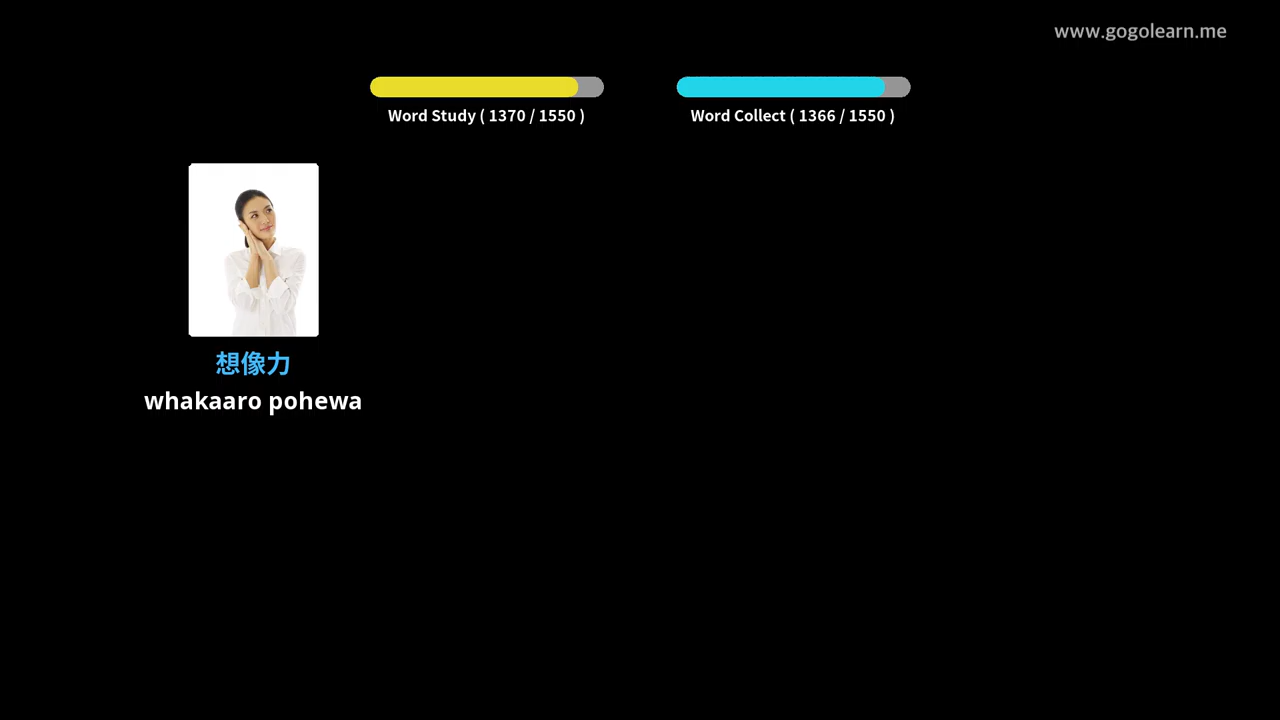 www.gogolearn.me
Word Study ( 1370 / 1550 )
Word Collect ( 1366 / 1550 )
想像力
whakaaro pohewa